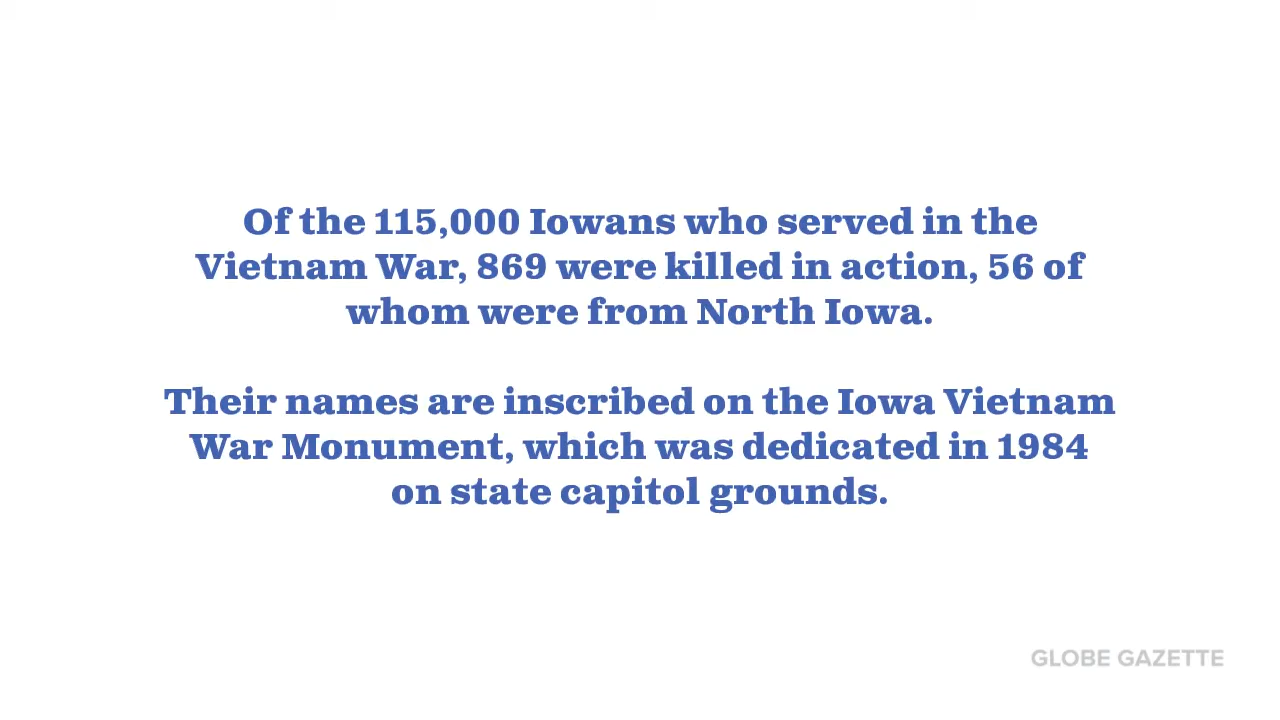 Of the 115,000 Iowans who served in the
Vietnam War, 869 were killed in action, 56 of
whom were from North Iowa.
Their names are inscribed on the Iowa Vietnam
War Monument, which was dedicated in 1984
on state capitol grounds.
GLOBE GAZETTE